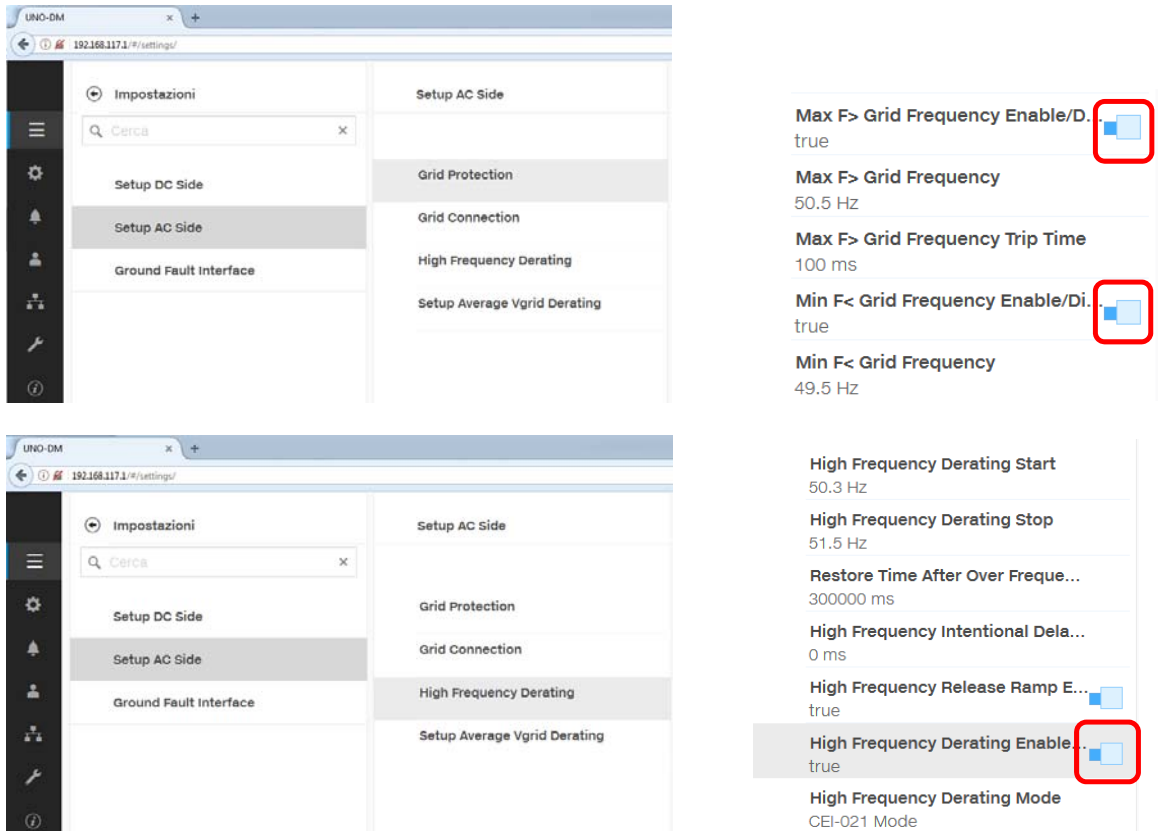 UNO-DM × +
192.168.117.1/#/settings/
Impostazioni
Cerca ×
Setup DC Side
Setup AC Side
Ground Fault Interface
Setup AC Side
Grid Protection
Grid Connection
High Frequency Derating
Setup Average Vgrid Derating
Max F> Grid Frequency Enable/D...
true
Max F> Grid Frequency
50.5 Hz
Max F> Grid Frequency Trip Time
100 ms
Min F< Grid Frequency Enable/Di...
true
Min F< Grid Frequency
49.5 Hz
UNO-DM × +
192.168.117.1/#/settings/
Impostazioni
Cerca ×
Setup DC Side
Setup AC Side
Ground Fault Interface
Setup AC Side
Grid Protection
Grid Connection
High Frequency Derating
Setup Average Vgrid Derating
High Frequency Derating Start
50.3 Hz
High Frequency Derating Stop
51.5 Hz
Restore Time After Over Freque...
300000 ms
High Frequency Intentional Dela...
0 ms
High Frequency Release Ramp E...
true
High Frequency Derating Enable...
true
High Frequency Derating Mode
CEI-021 Mode